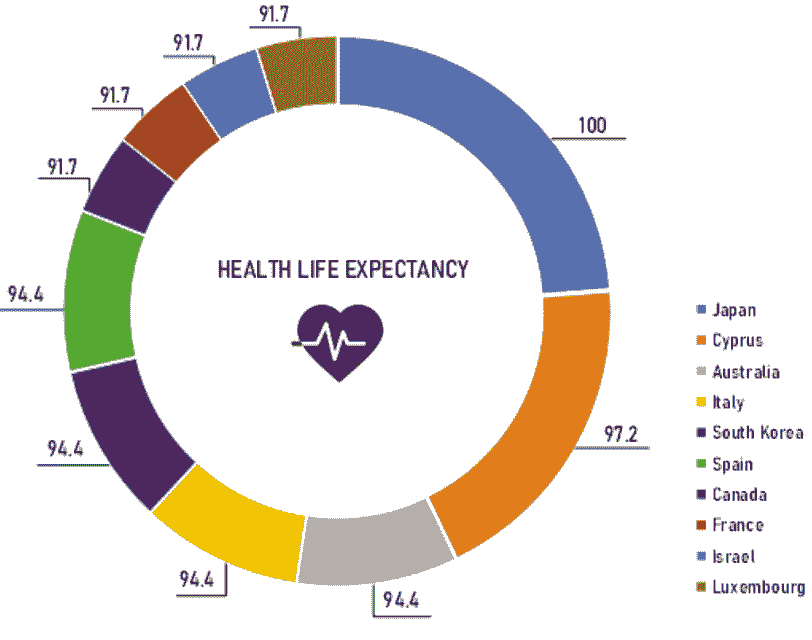 91.7
91.7
91.7
91.7
94.4
94.4
94.4
94.4
97.2
100
HEALTH LIFE EXPECTANCY
Japan
Cyprus
Australia
Italy
South Korea
Spain
Canada
France
Israel
Luxembourg